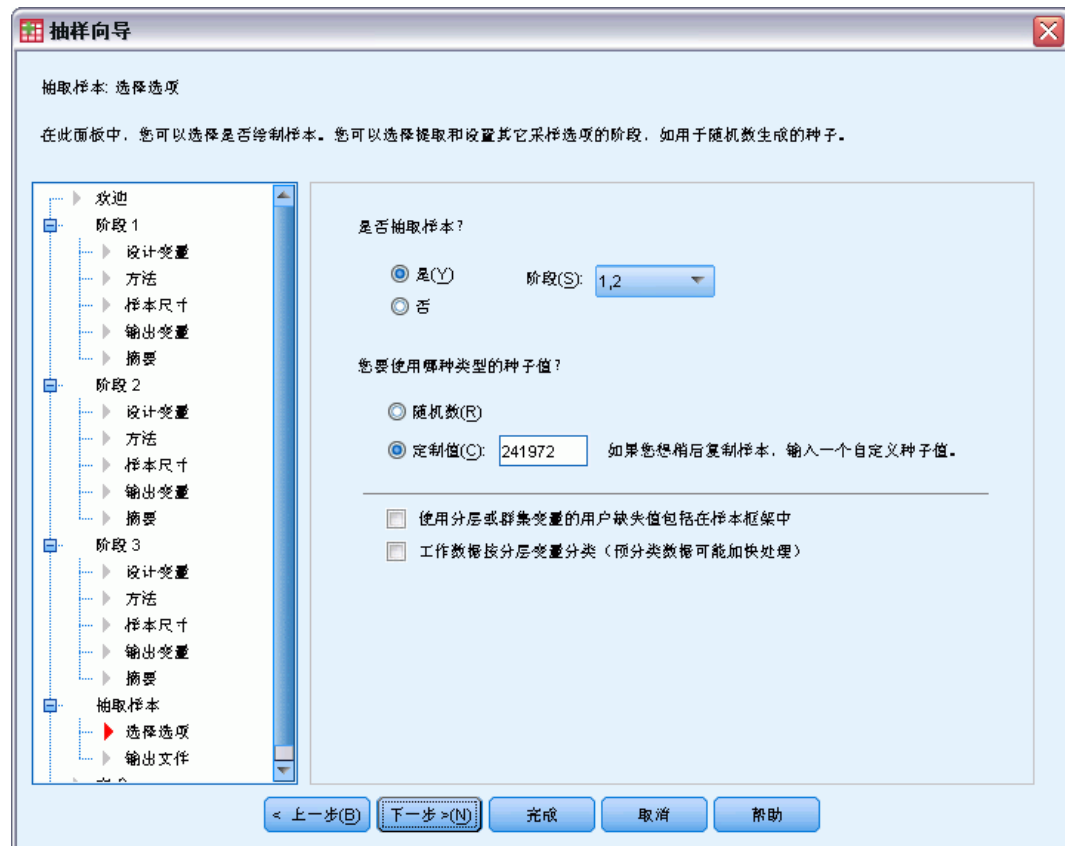 抽样向导
抽取样本: 选择选项
在此面板中，您可以选择是否绘制样本。您可以选择提取和设置其它采样选项的阶段，如用于随机数生成的种子。
欢迎
阶段 1
设计变量
方法
样本尺寸
输出变量
摘要
阶段 2
设计变量
方法
样本尺寸
输出变量
摘要
阶段 3
设计变量
方法
样本尺寸
输出变量
摘要
抽取样本
选择选项
输出文件
是否抽取样本?
是(Y) 阶段(S): 1,2
否
您要使用哪种类型的种子值?
随机数(R)
定制值(C): 241972 如果您想稍后复制样本，输入一个自定义种子值。
使用分层或群集变量的用户缺失值包括在样本框架中
工作数据按分层变量分类（预分类数据可能加快处理）
< 上一步(B) 下一步 >(N) 完成 取消 帮助